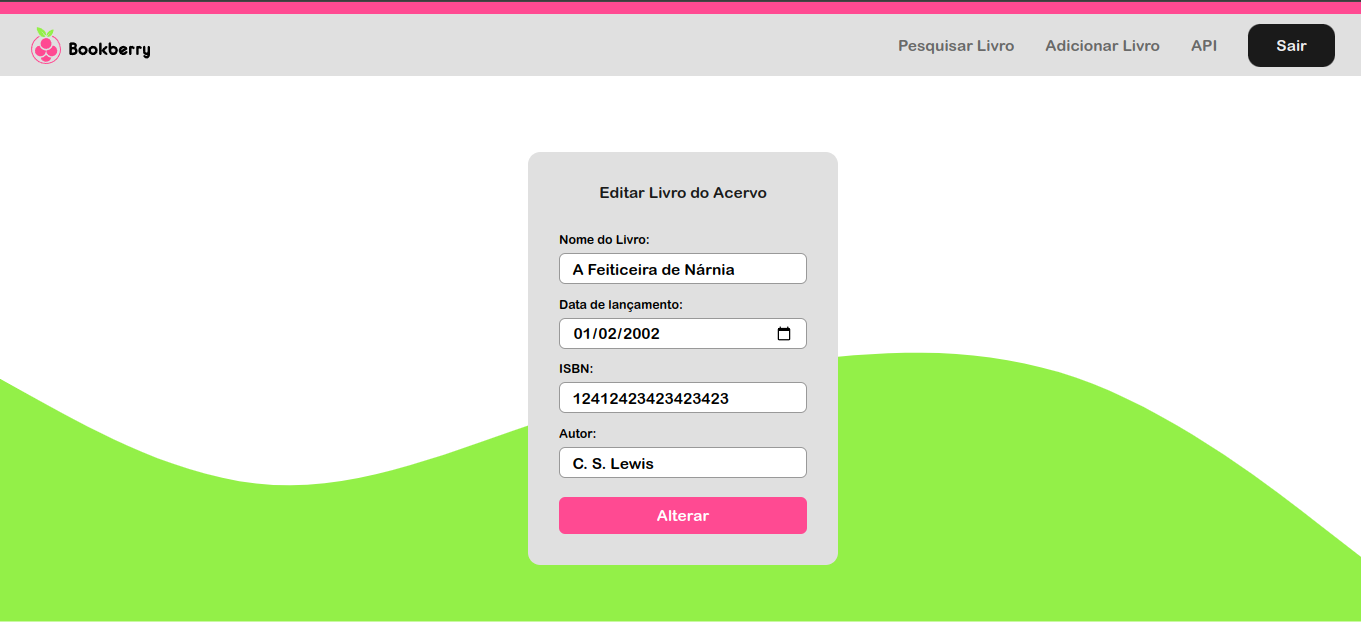 Bookberry
Pesquisar Livro
Adicionar Livro
API
Sair
Editar Livro do Acervo
Nome do Livro:
A Feiticeira de Nárnia
Data de lançamento:
01/02/2002
ISBN:
12412423423423423
Autor:
C. S. Lewis
Alterar